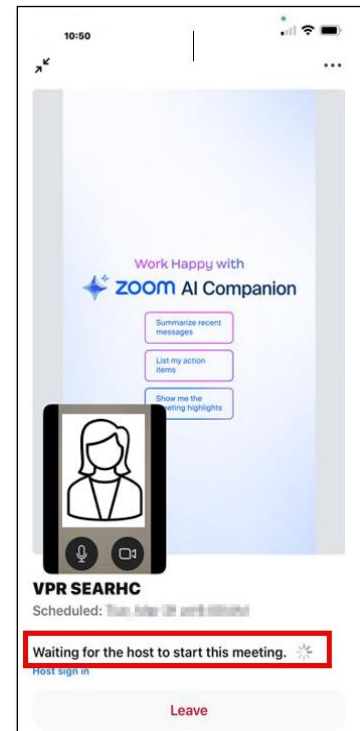 10:50
Work Happy with
zoom AI Companion
Summarize recent
messages
List my action
items
Show me the
meeting highlights
VPR SEARHC
Scheduled:
Waiting for the host to start this meeting.
Host sign in
Leave